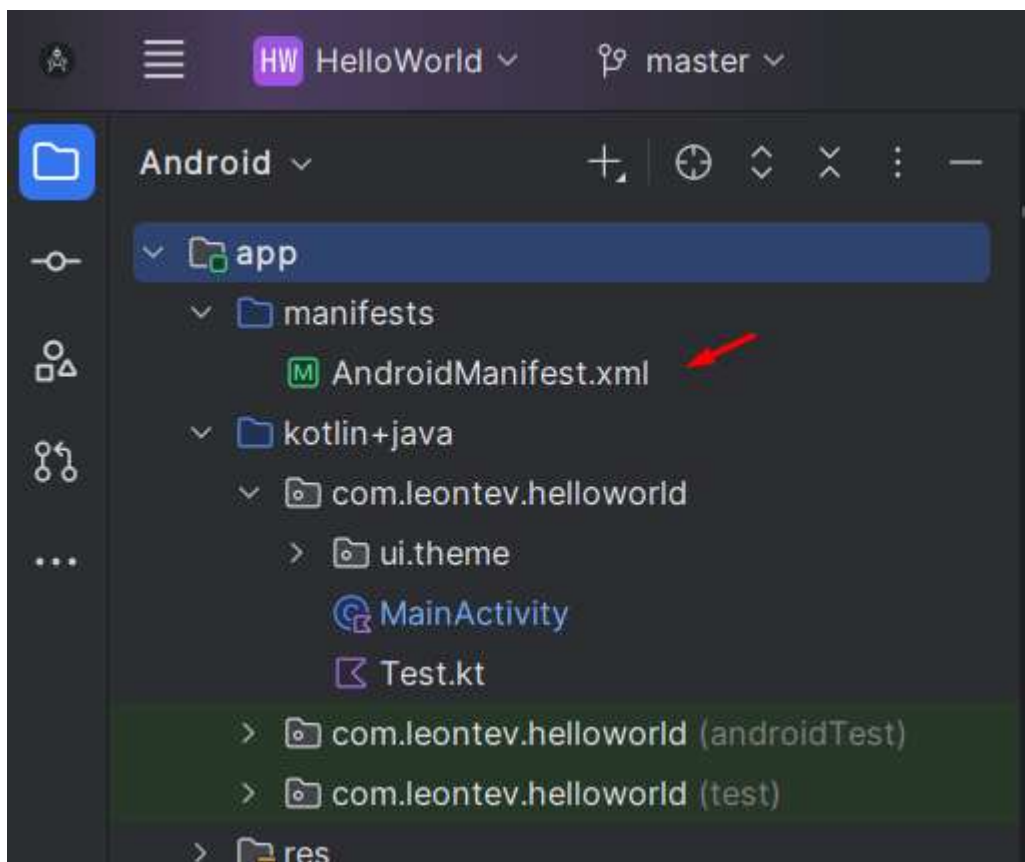 HW HelloWorld master
Android
app
manifests
M AndroidManifest.xml
kotlin+java
com.leontev.helloworld
ui.theme
C MainActivity
Test.kt
com.leontev.helloworld (androidTest)
com.leontev.helloworld (test)
res